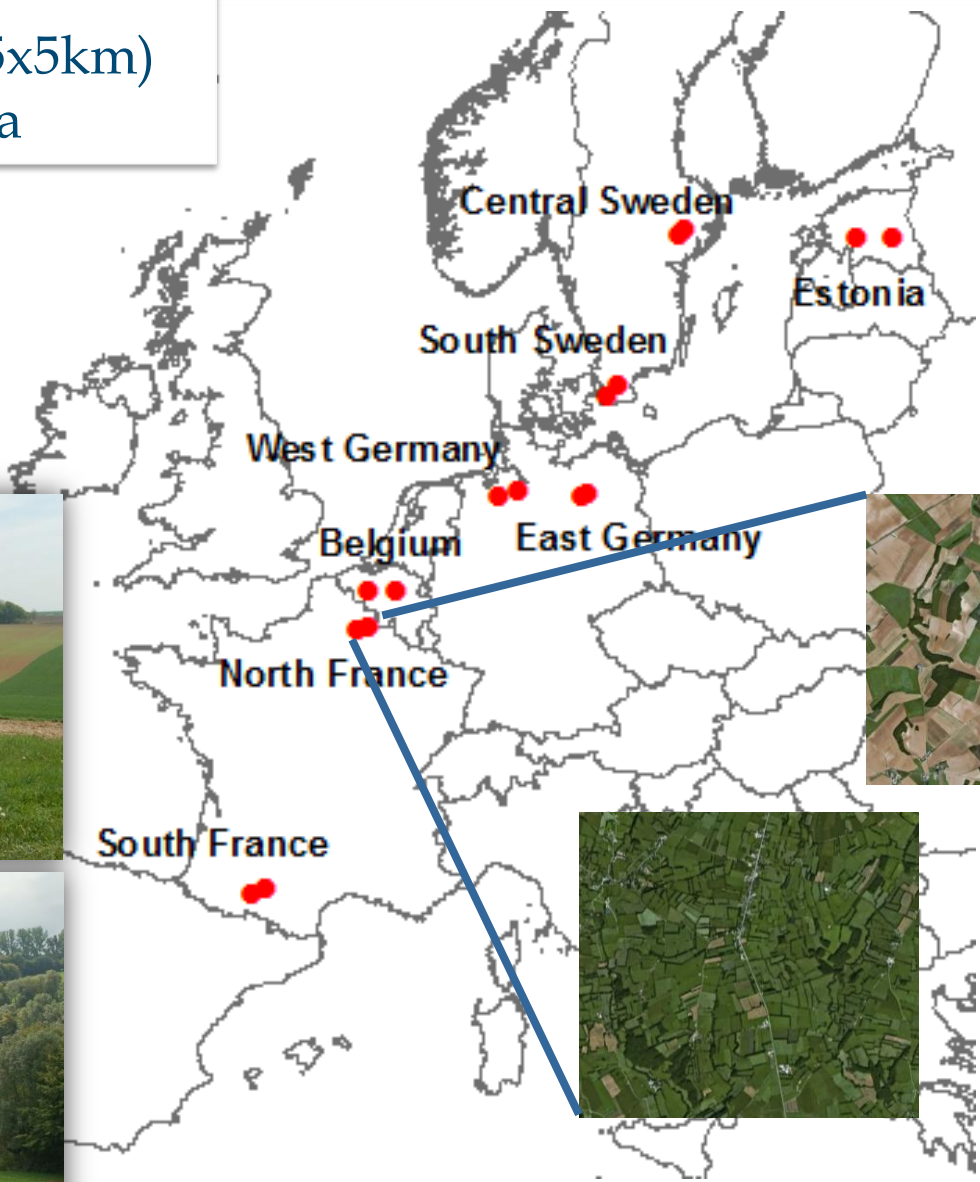 5x5km)
a
Central Sweden
Estonia
South Sweden
West Germany
Belgium
East Germany
North France
South France